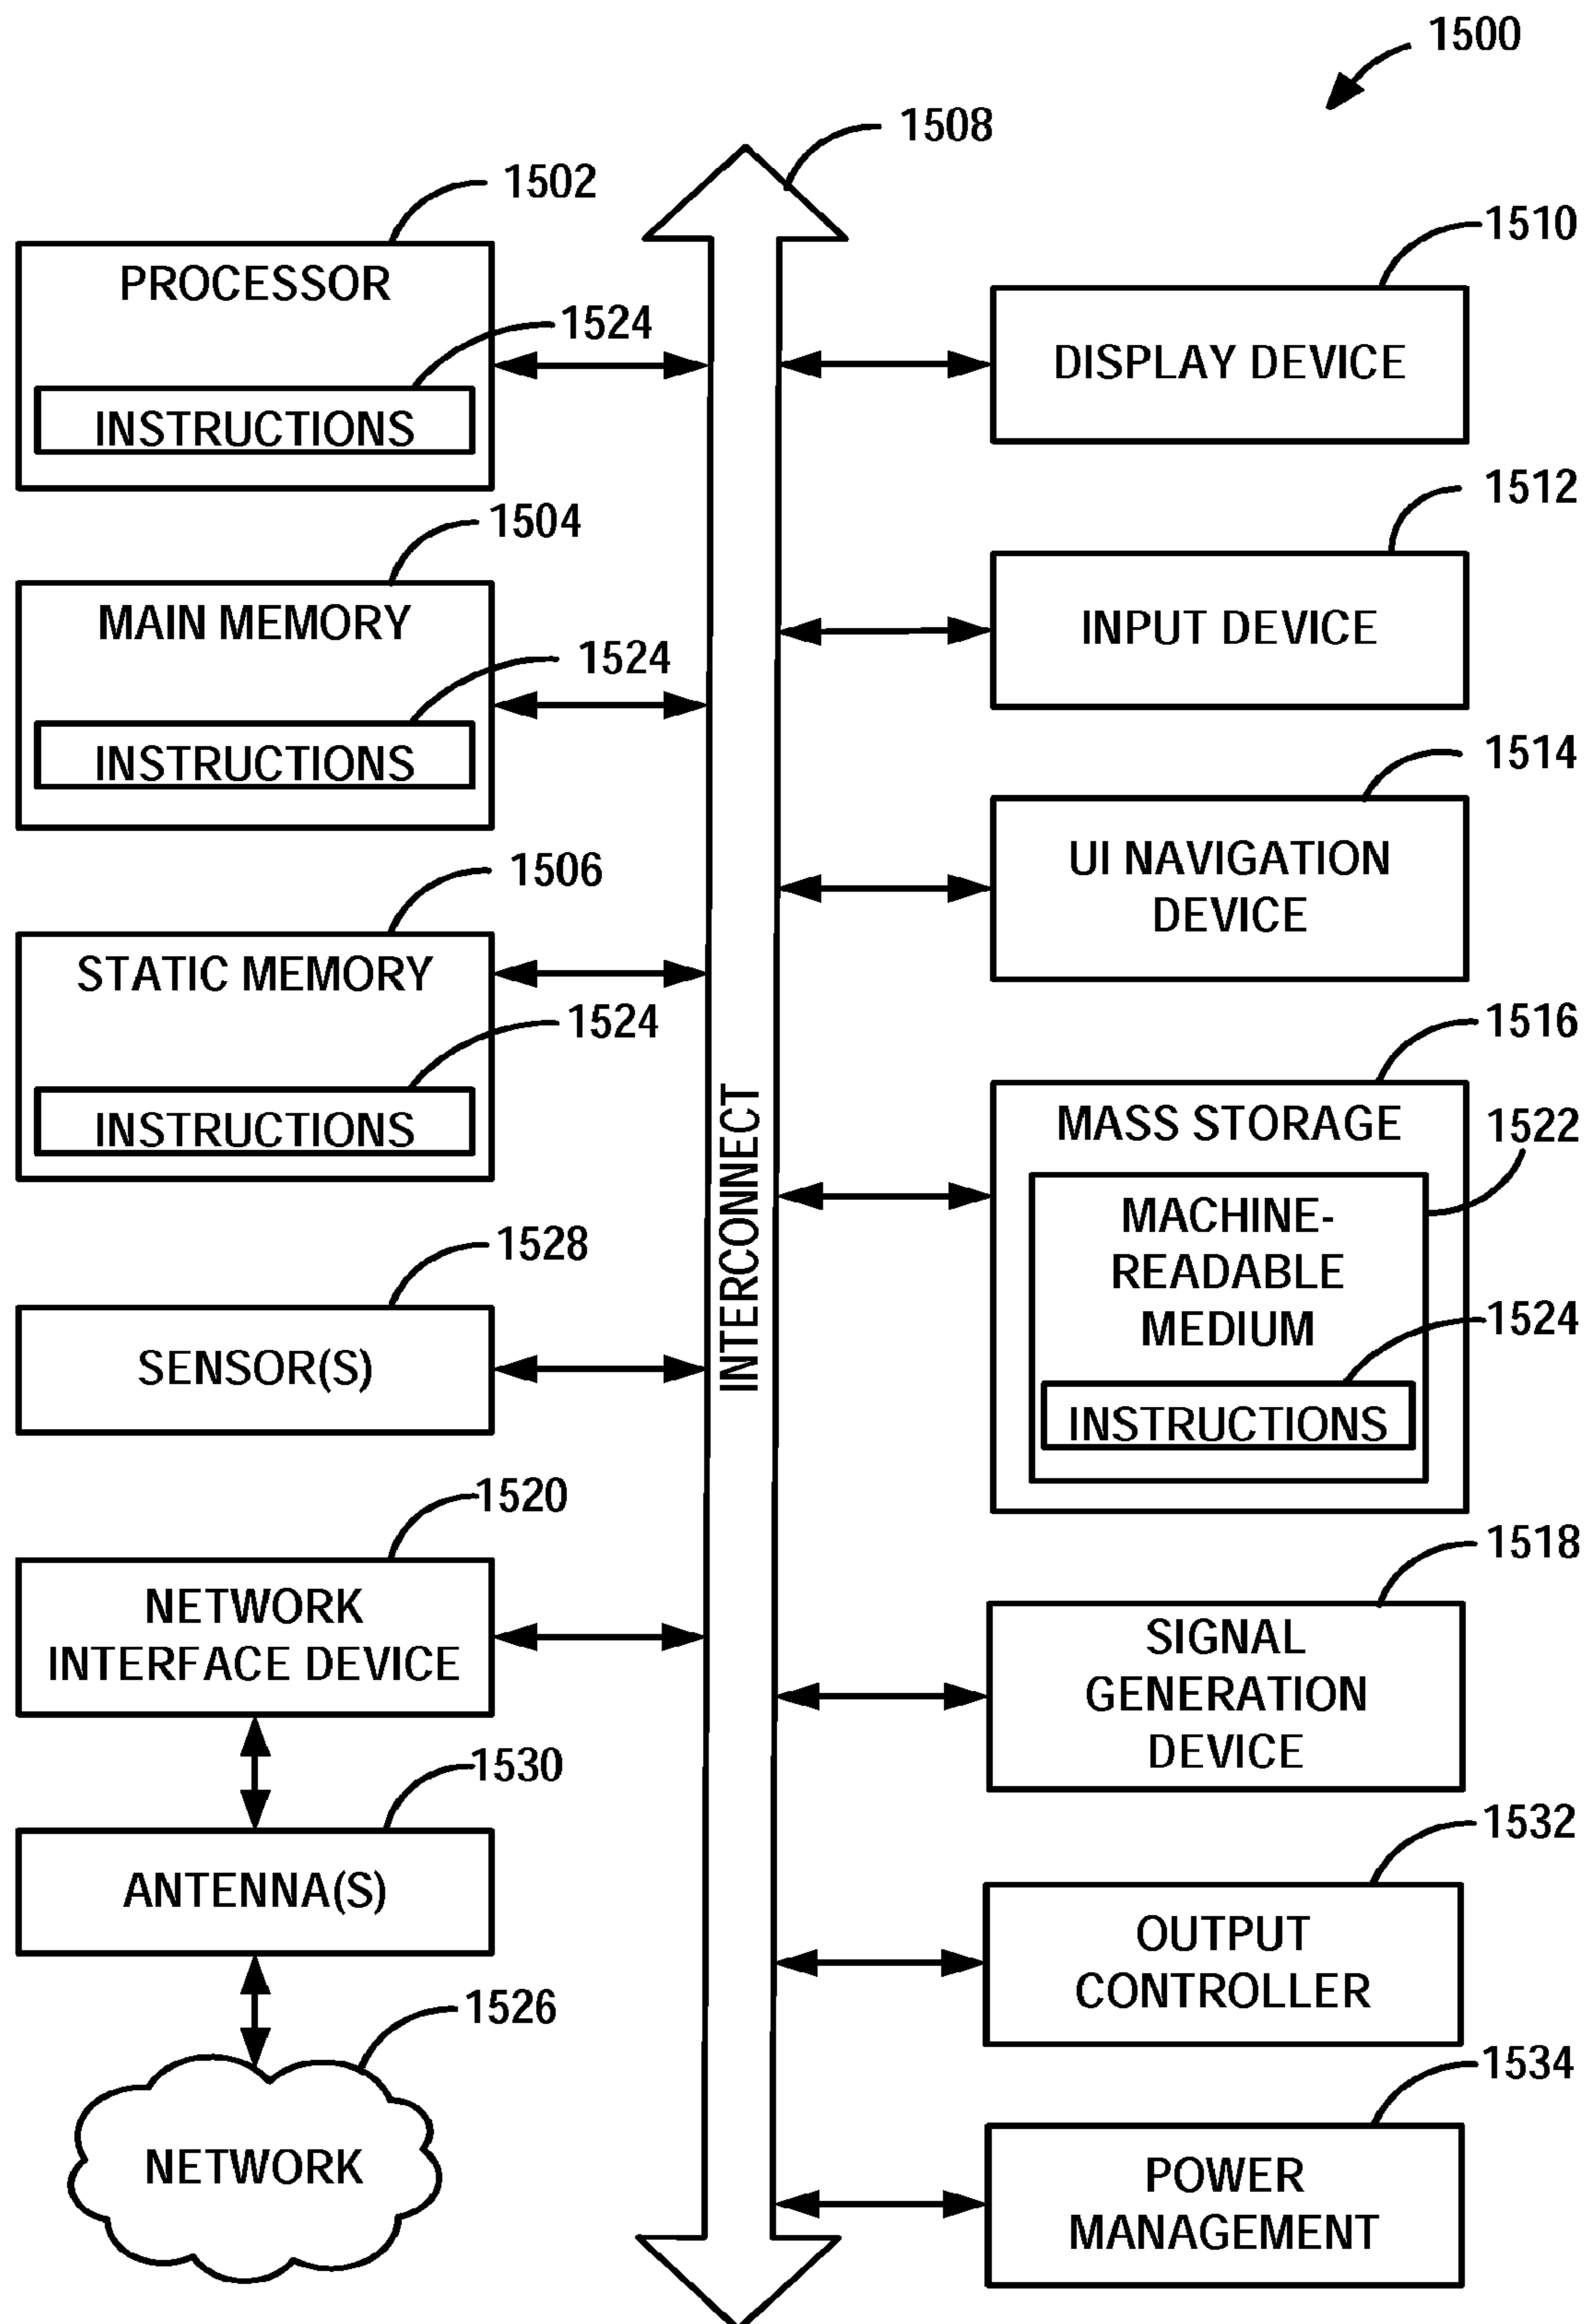 1500
1508
1502
PROCESSOR
1524
INSTRUCTIONS
1504
MAIN MEMORY
1524
INSTRUCTIONS
1506
STATIC MEMORY
1524
INSTRUCTIONS
1528
SENSOR(S)
1520
NETWORK
INTERFACE DEVICE
1530
ANTENNA(S)
1526
NETWORK
INTERCONNECT
1510
DISPLAY DEVICE
1512
INPUT DEVICE
1514
UI NAVIGATION
DEVICE
1516
MASS STORAGE
1522
MACHINE-
READABLE
MEDIUM
1524
INSTRUCTIONS
1518
SIGNAL
GENERATION
DEVICE
1532
OUTPUT
CONTROLLER
1534
POWER
MANAGEMENT